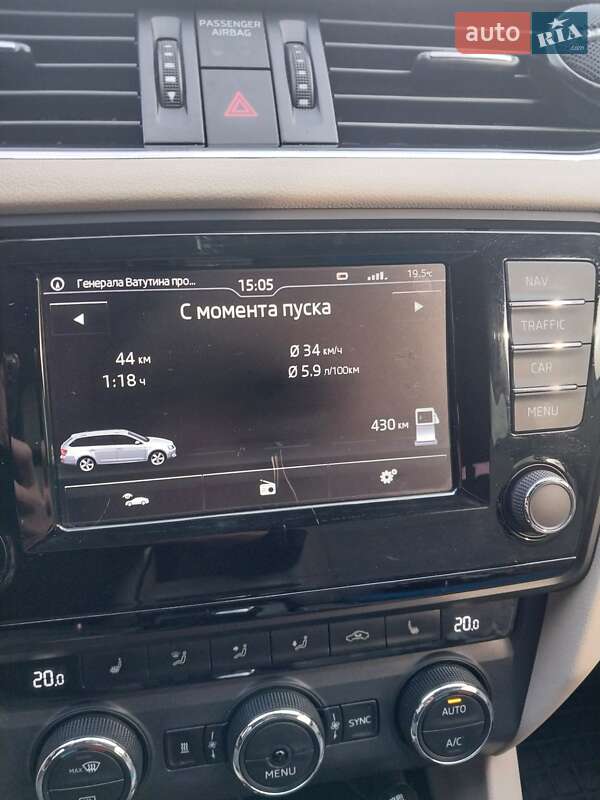 PASSENGER
AIRBAG
auto RIA .com
Генерала Ватутина про... 15:05 19.5°C
С момента пуска
44 км Ø 34 км/ч
1:18 ч Ø 5.9 л/100км
430 км
NAV
TRAFFIC
CAR
MENU
20.0 20.0
SYNC
AUTO
A/C
MAX
MENU